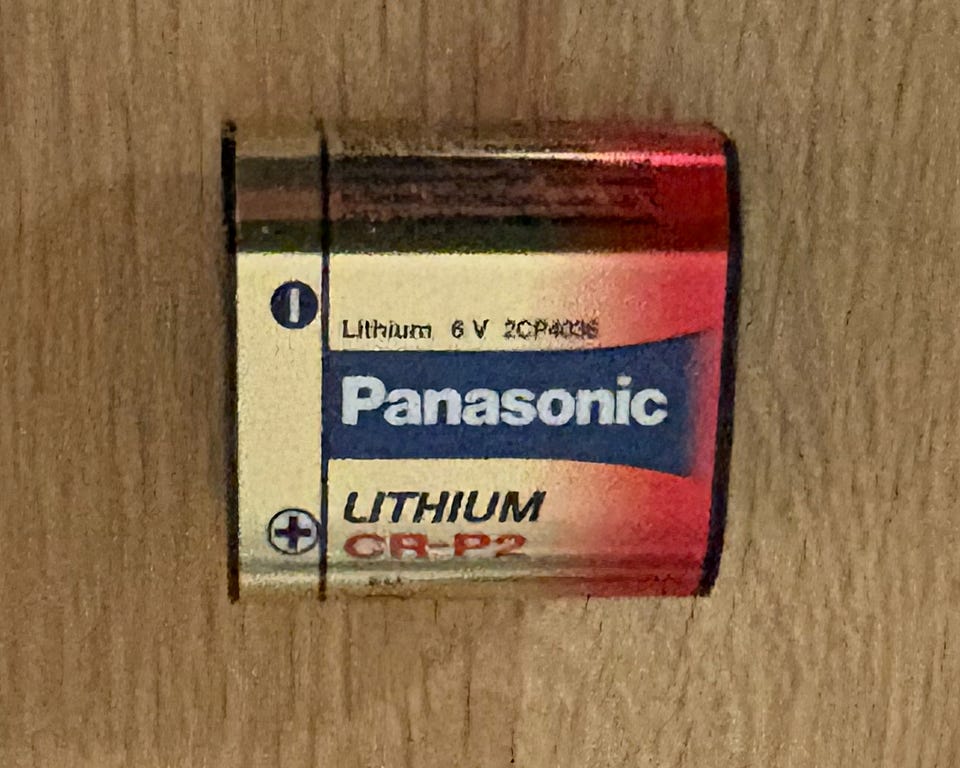 Lithium 6 V 2CP4036
Panasonic
LITHIUM
CR-P2